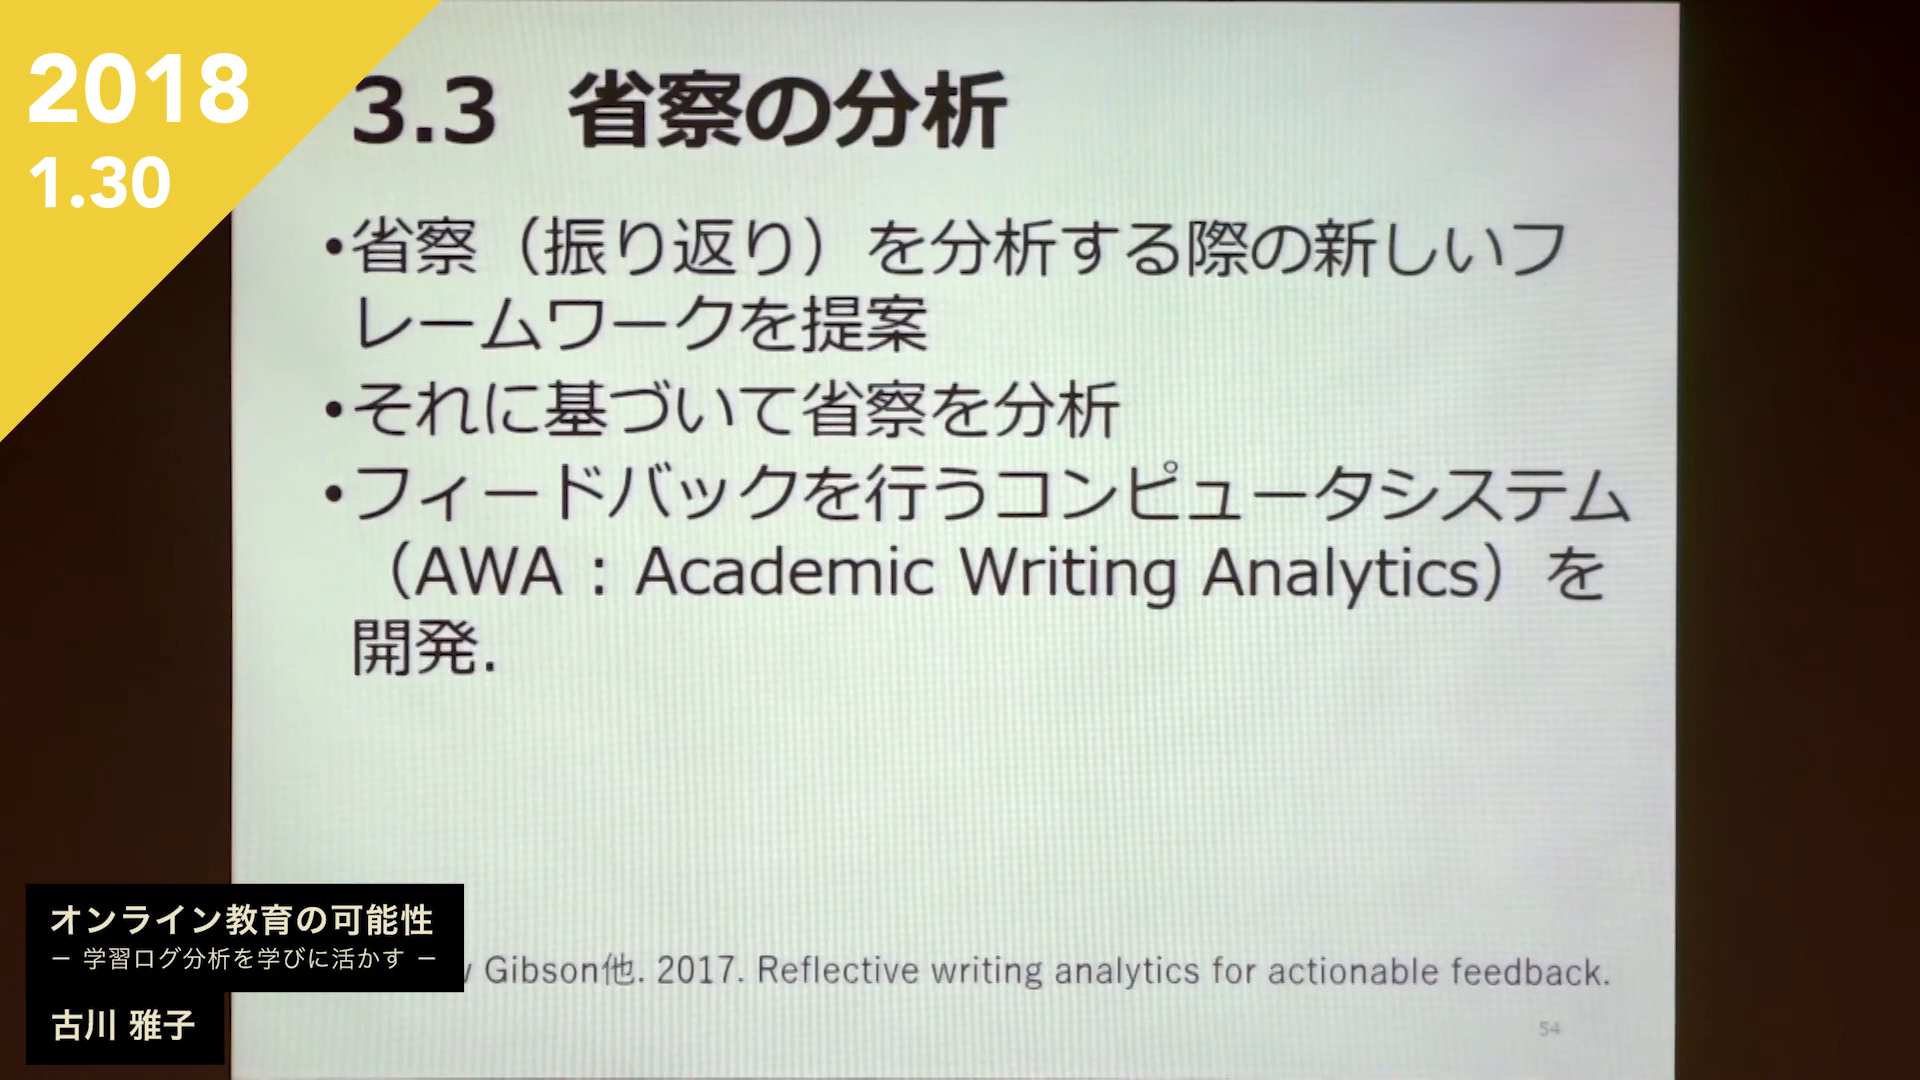 2018
1.30
3.3 省察の分析
•省察（振り返り）を分析する際の新しいフ
レームワークを提案
•それに基づいて省察を分析
•フィードバックを行うコンピュータシステム
（AWA：Academic Writing Analytics）を
開発.
Gibson他. 2017. Reflective writing analytics for actionable feedback.
54
オンライン教育の可能性
― 学習ログ分析を学びに活かす ―
古川 雅子